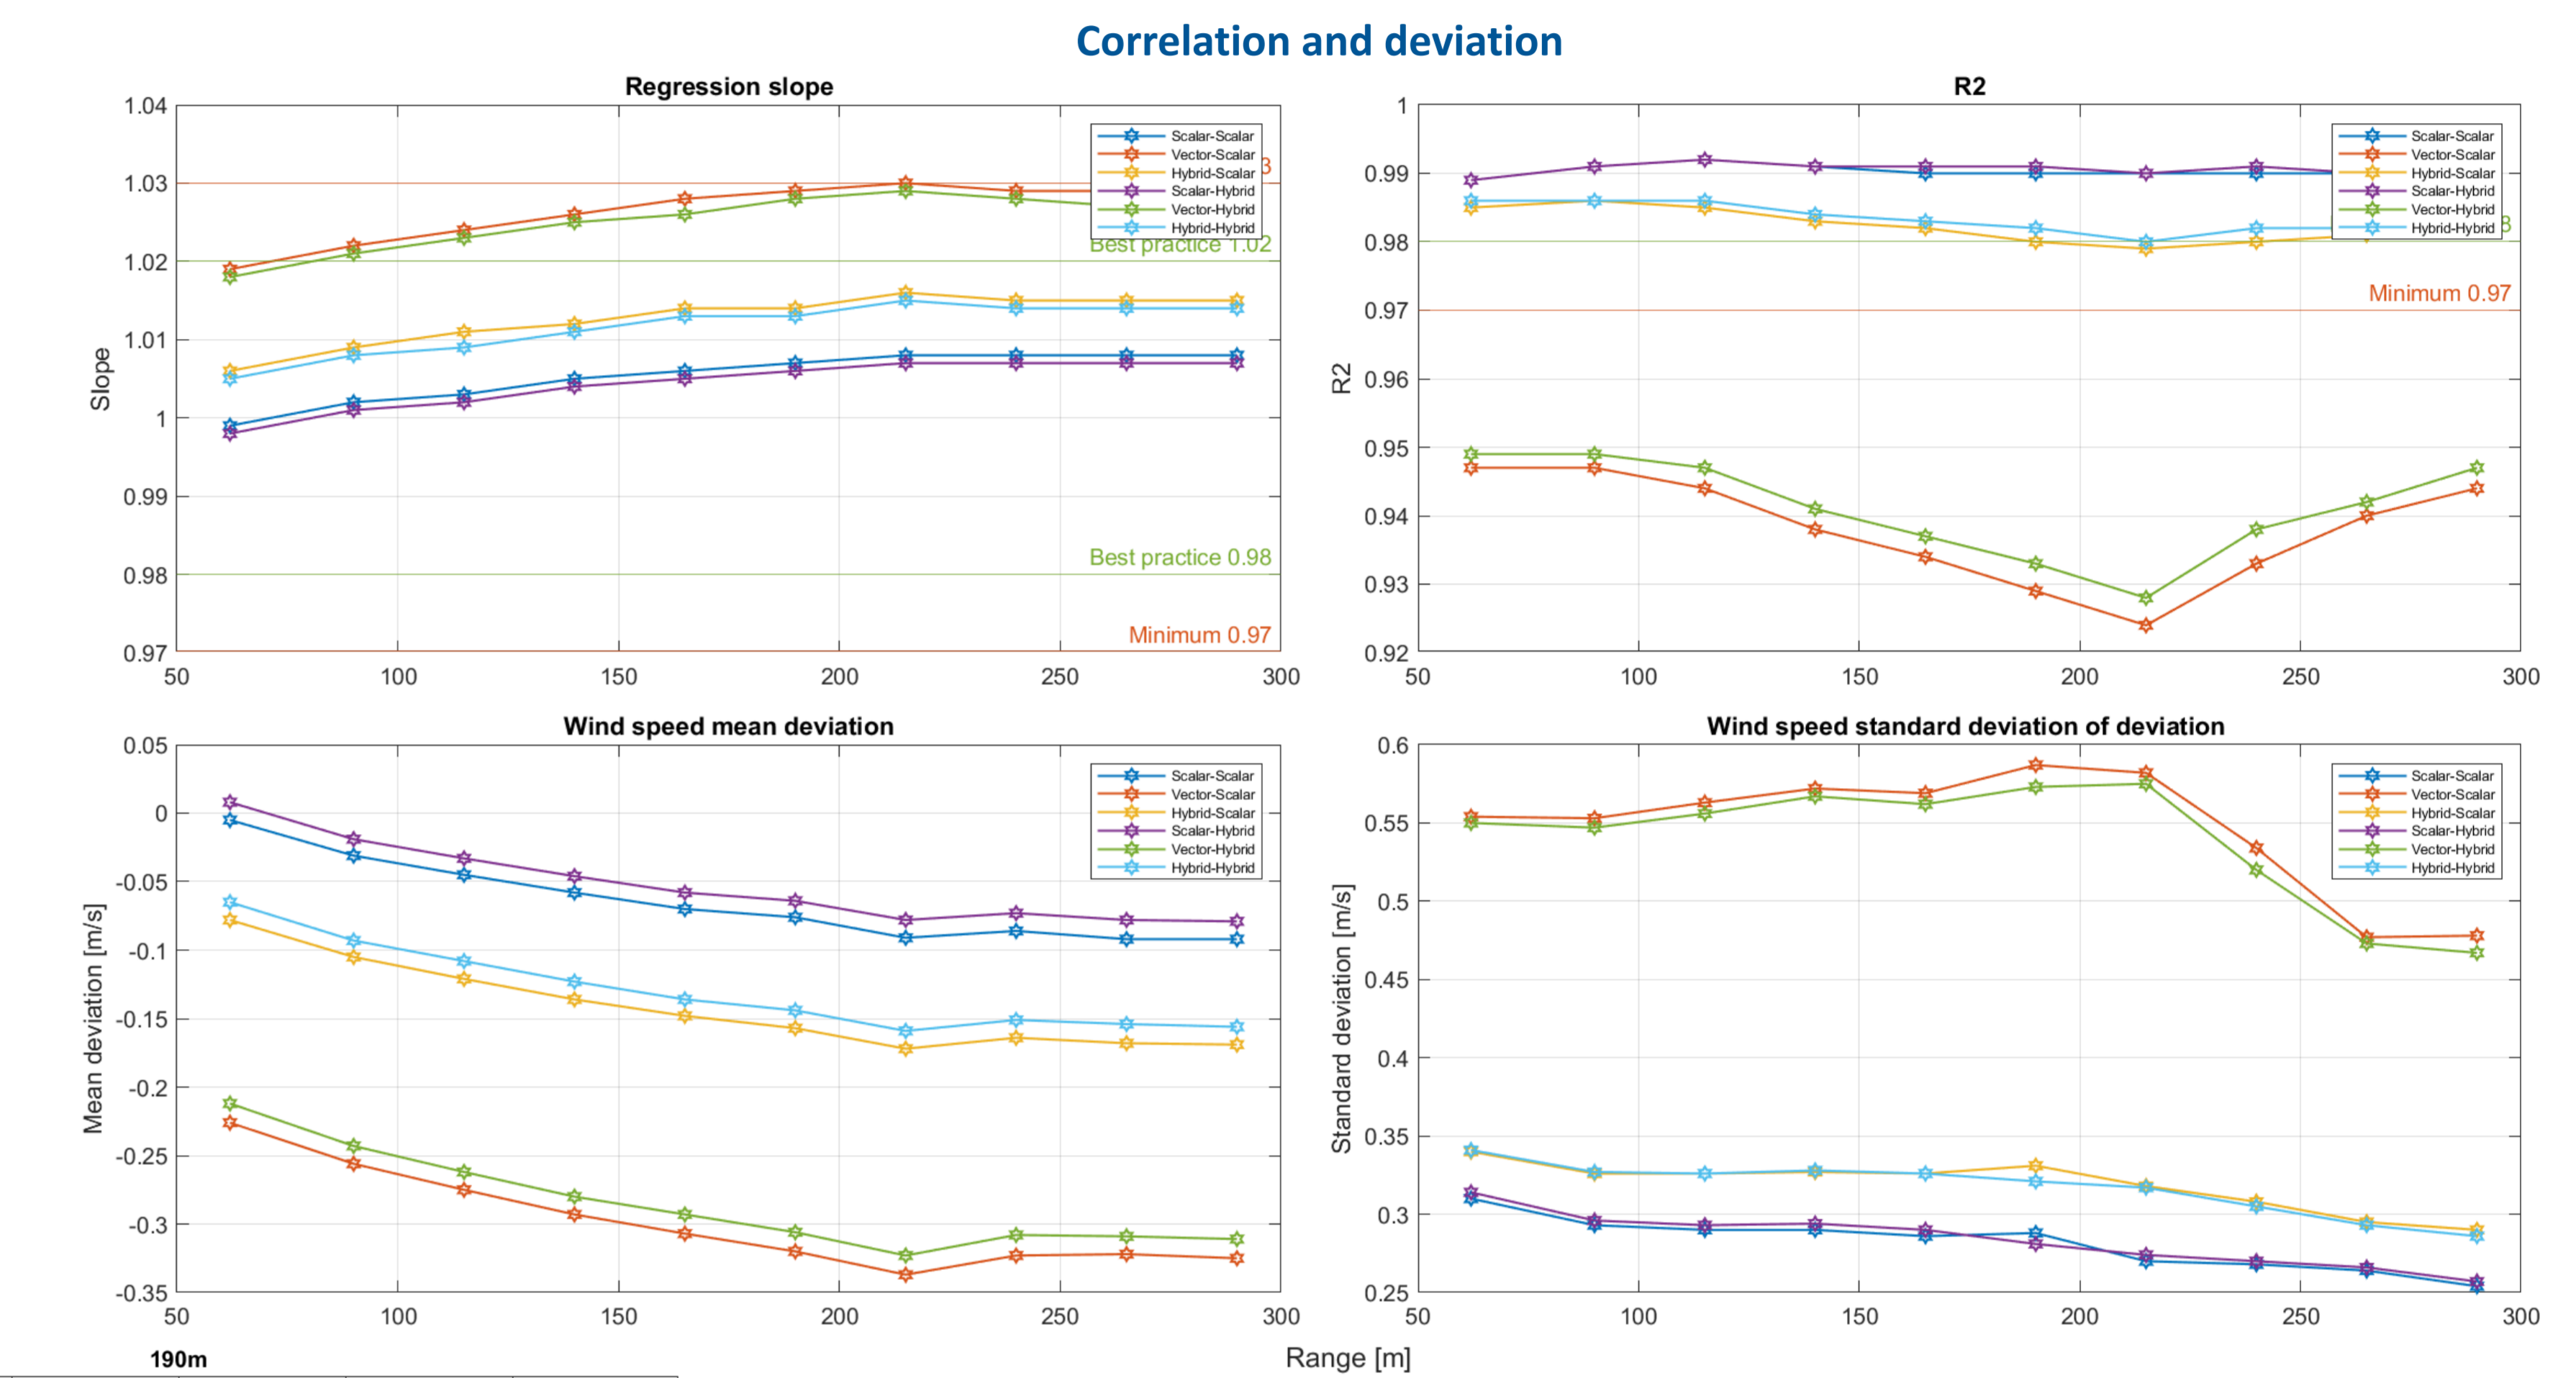 Correlation and deviation
Regression slope
1.04
1.03
1.02
1.01
1
0.99
0.98
0.97
Slope
50 100 150 200 250 300
Scalar-Scalar
Vector-Scalar
Hybrid-Scalar
Scalar-Hybrid
Vector-Hybrid
Hybrid-Hybrid
3
Best practice 1.02
Best practice 0.98
Minimum 0.97
R2
1
0.99
0.98
0.97
0.96
0.95
0.94
0.93
0.92
R2
50 100 150 200 250 300
Scalar-Scalar
Vector-Scalar
Hybrid-Scalar
Scalar-Hybrid
Vector-Hybrid
Hybrid-Hybrid
8
Minimum 0.97
Wind speed mean deviation
0.05
0
-0.05
-0.1
-0.15
-0.2
-0.25
-0.3
-0.35
Mean deviation [m/s]
50 100 150 200 250 300
Scalar-Scalar
Vector-Scalar
Hybrid-Scalar
Scalar-Hybrid
Vector-Hybrid
Hybrid-Hybrid
Wind speed standard deviation of deviation
0.6
0.55
0.5
0.45
0.4
0.35
0.3
0.25
Standard deviation [m/s]
50 100 150 200 250 300
Scalar-Scalar
Vector-Scalar
Hybrid-Scalar
Scalar-Hybrid
Vector-Hybrid
Hybrid-Hybrid
Range [m]
190m